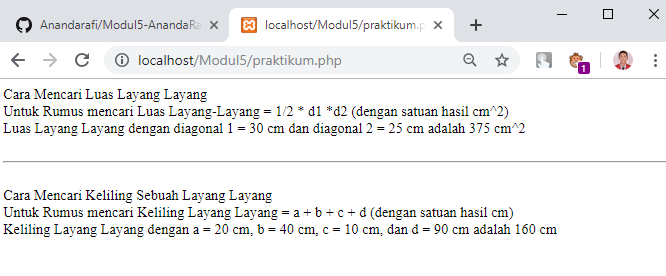 Anandarafi/Modul5-AnandaRa
localhost/Modul5/praktikum.p
localhost/Modul5/praktikum.php
1
Cara Mencari Luas Layang Layang
Untuk Rumus mencari Luas Layang-Layang = 1/2 * d1 *d2 (dengan satuan hasil cm^2)
Luas Layang Layang dengan diagonal 1 = 30 cm dan diagonal 2 = 25 cm adalah 375 cm^2
Cara Mencari Keliling Sebuah Layang Layang
Untuk Rumus mencari Keliling Layang Layang = a + b + c + d (dengan satuan hasil cm)
Keliling Layang Layang dengan a = 20 cm, b = 40 cm, c = 10 cm, dan d = 90 cm adalah 160 cm